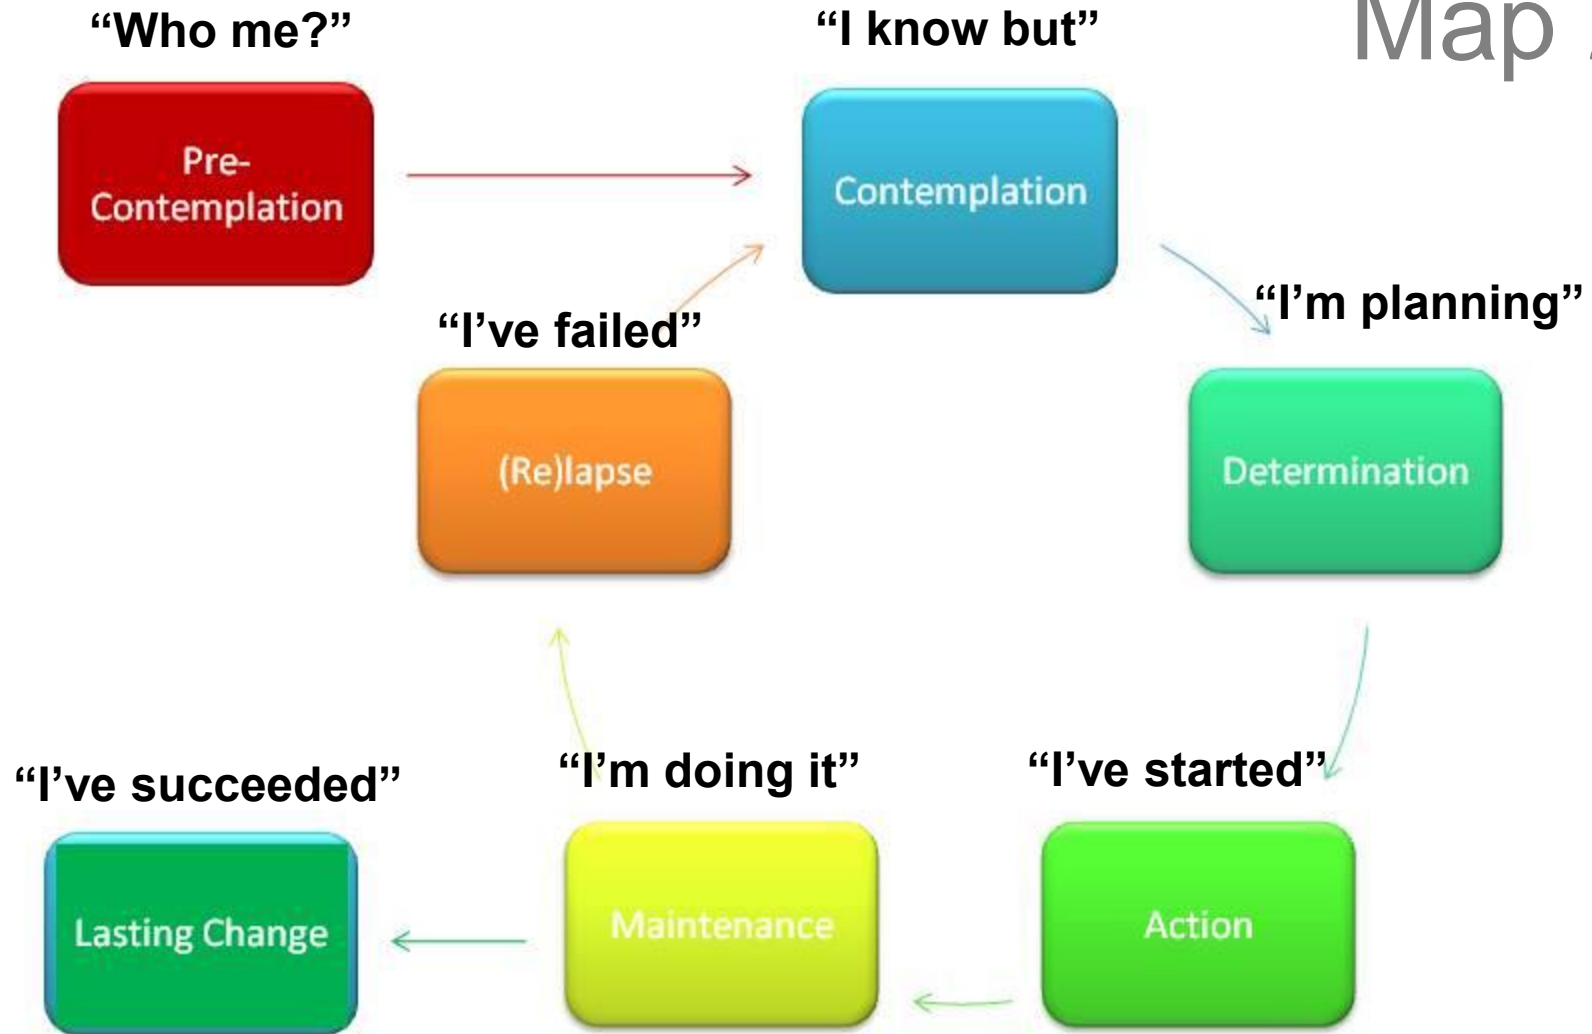 “Who me?”
“I know but”
Map
Pre-
Contemplation
Contemplation
“I’m planning”
“I’ve failed”
(Re)lapse
Determination
“I’ve succeeded”
“I’m doing it”
“I’ve started”
Lasting Change
Maintenance
Action